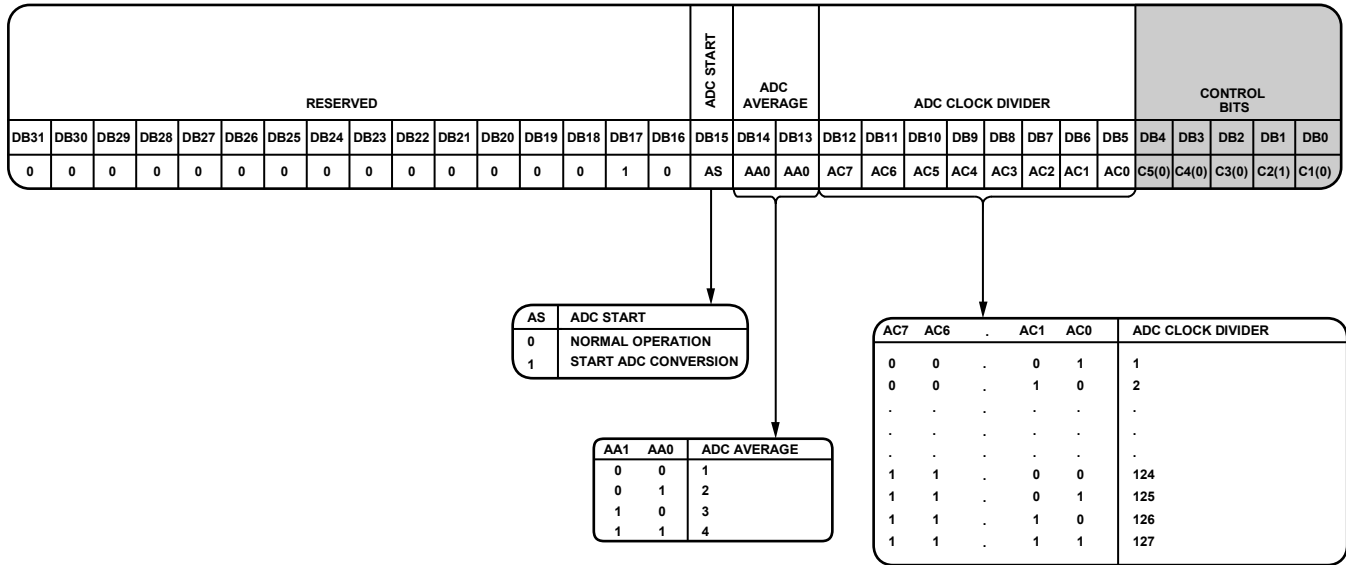 RESERVED ADC START ADC AVERAGE ADC CLOCK DIVIDER CONTROL BITS
DB31 DB30 DB29 DB28 DB27 DB26 DB25 DB24 DB23 DB22 DB21 DB20 DB19 DB18 DB17 DB16 DB15 DB14 DB13 DB12 DB11 DB10 DB9 DB8 DB7 DB6 DB5 DB4 DB3 DB2 DB1 DB0
0 0 0 0 0 0 0 0 0 0 0 0 0 0 1 0 AS AA0 AA0 AC7 AC6 AC5 AC4 AC3 AC2 AC1 AC0 C5(0) C4(0) C3(0) C2(1) C1(0)
AS ADC START
0 NORMAL OPERATION
1 START ADC CONVERSION
AA1 AA0 ADC AVERAGE
0 0 1
0 1 2
1 0 3
1 1 4
AC7 AC6 . AC1 AC0 ADC CLOCK DIVIDER
0 0 . 0 1 1
0 0 . 1 0 2
. . . . . .
. . . . . .
. . . . . .
1 1 . 0 0 124
1 1 . 0 1 125
1 1 . 1 0 126
1 1 . 1 1 127